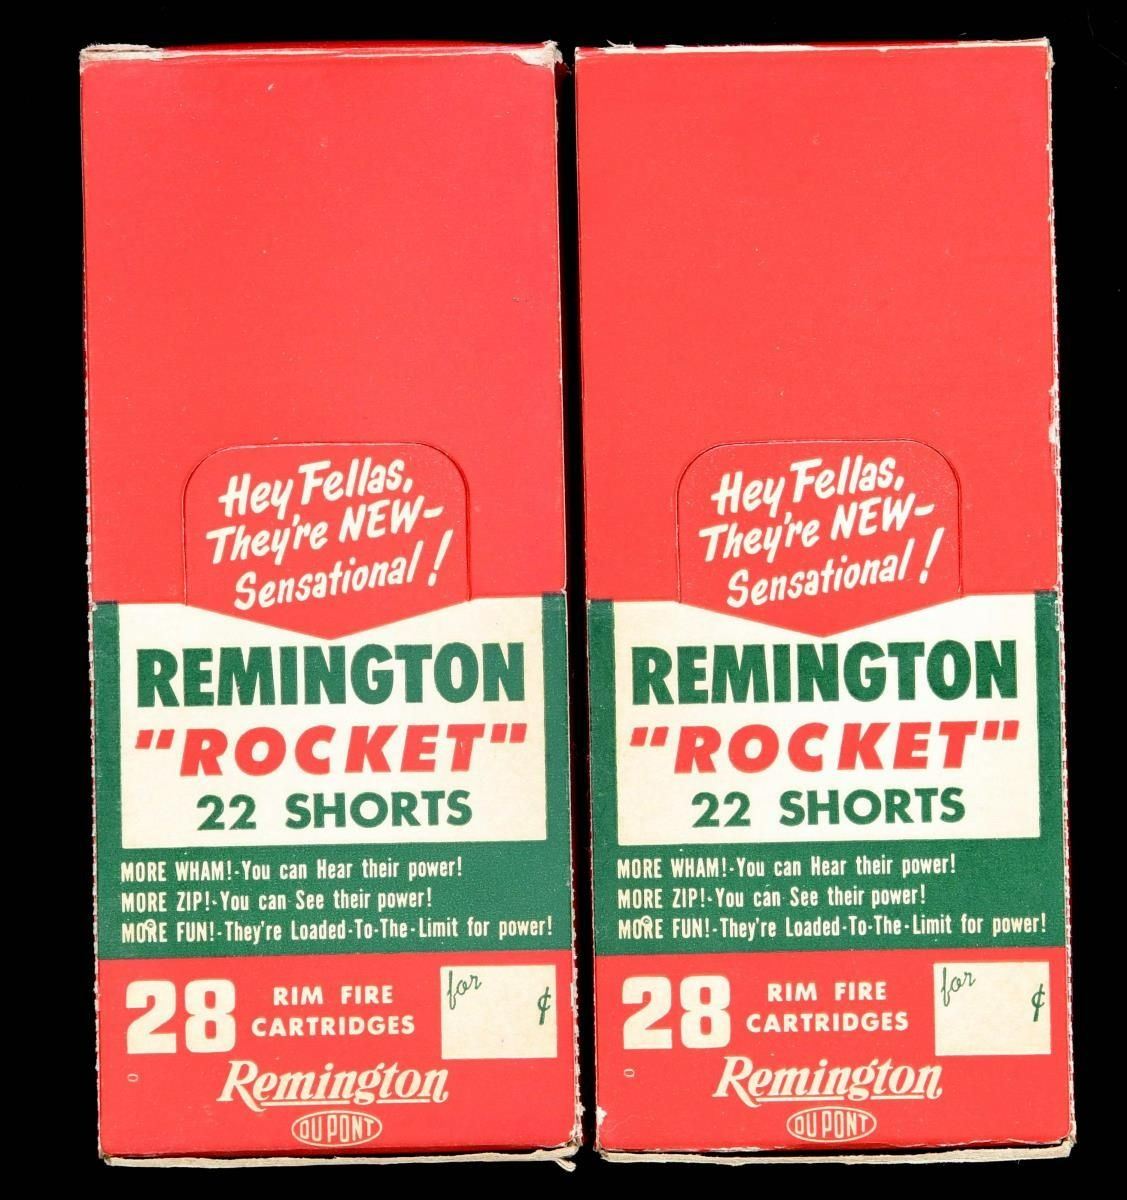 Hey Fellas,
They're NEW-
Sensational!
REMINGTON
"ROCKET"
22 SHORTS
MORE WHAM!-You can Hear their power!
MORE ZIP!-You can See their power!
MORE FUN!-They're Loaded-To-The-Limit for power!
28
RIM FIRE
CARTRIDGES
for
¢
Remington
DU PONT
Hey Fellas,
They're NEW-
Sensational!
REMINGTON
"ROCKET"
22 SHORTS
MORE WHAM!-You can Hear their power!
MORE ZIP!-You can See their power!
MORE FUN!-They're Loaded-To-The-Limit for power!
28
RIM FIRE
CARTRIDGES
for
¢
Remington
DU PONT